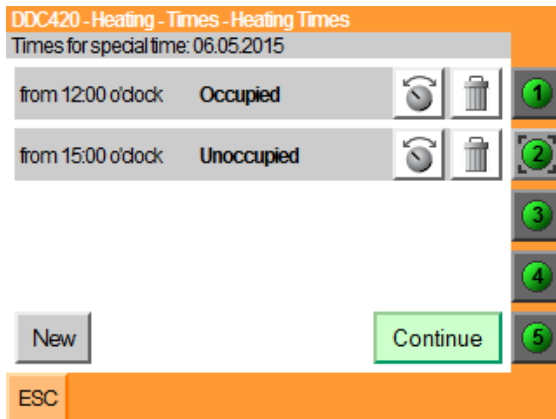 DDC420 - Heating - Times - Heating Times
Times for special time: 06.05.2015
from 12:00 o'clock Occupied
1
from 15:00 o'clock Unoccupied
2
3
4
New Continue 5
ESC